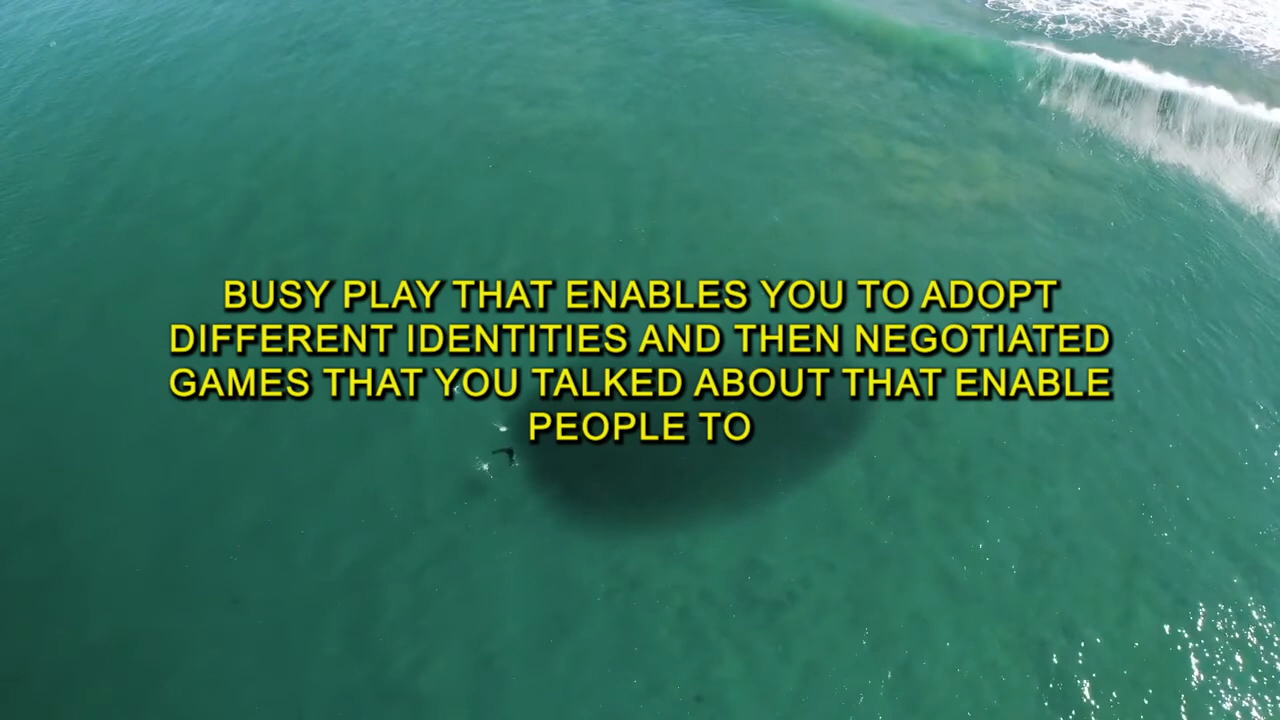 BUSY PLAY THAT ENABLES YOU TO ADOPT
DIFFERENT IDENTITIES AND THEN NEGOTIATED
GAMES THAT YOU TALKED ABOUT THAT ENABLE
PEOPLE TO